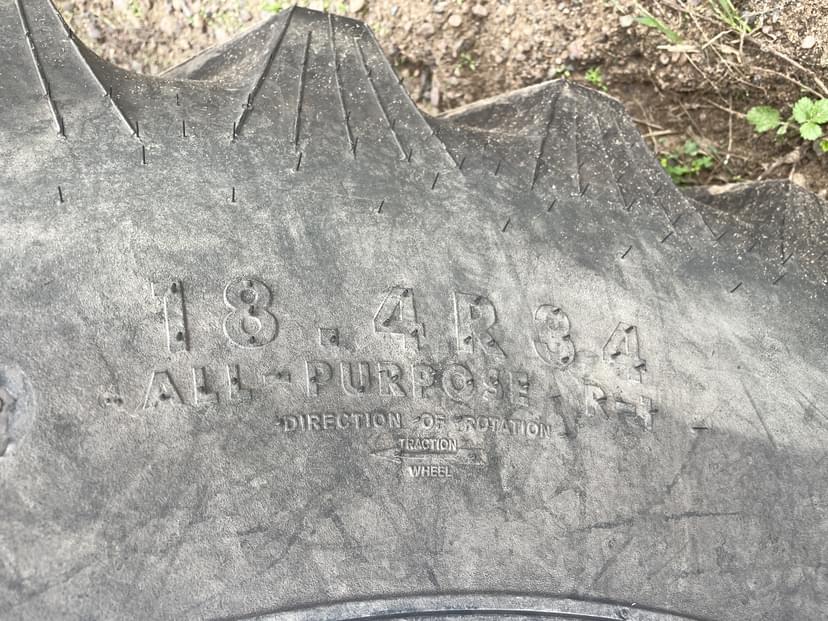 18.4R34
ALL-PURPOSE R-1
DIRECTION OF ROTATION
TRACTION
WHEEL